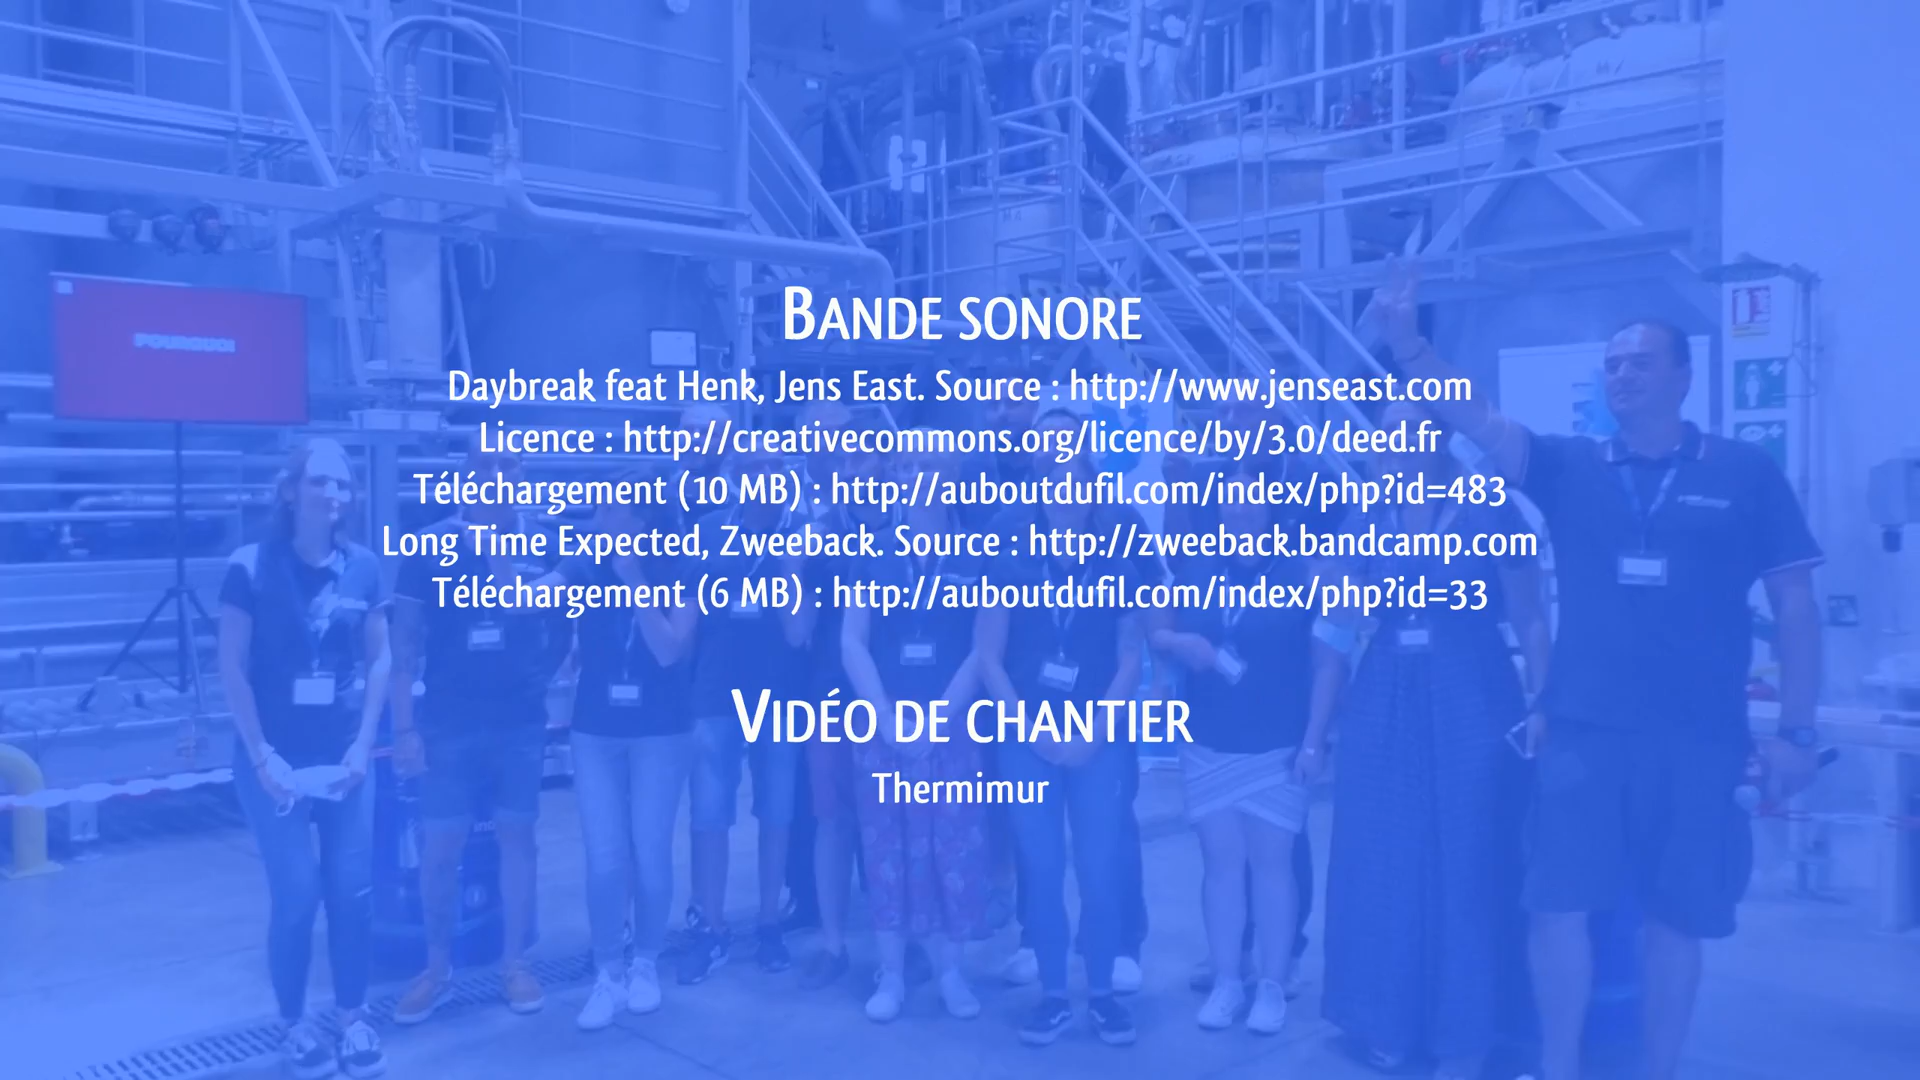 POURQUOI
BANDE SONORE
Daybreak feat Henk, Jens East. Source : http://www.jenseast.com
Licence : http://creativecommons.org/licence/by/3.0/deed.fr
Téléchargement (10 MB) : http://auboutdufil.com/index/php?id=483
Long Time Expected, Zweeback. Source : http://zweeback.bandcamp.com
Téléchargement (6 MB) : http://auboutdufil.com/index/php?id=33
VIDÉO DE CHANTIER
Thermimur